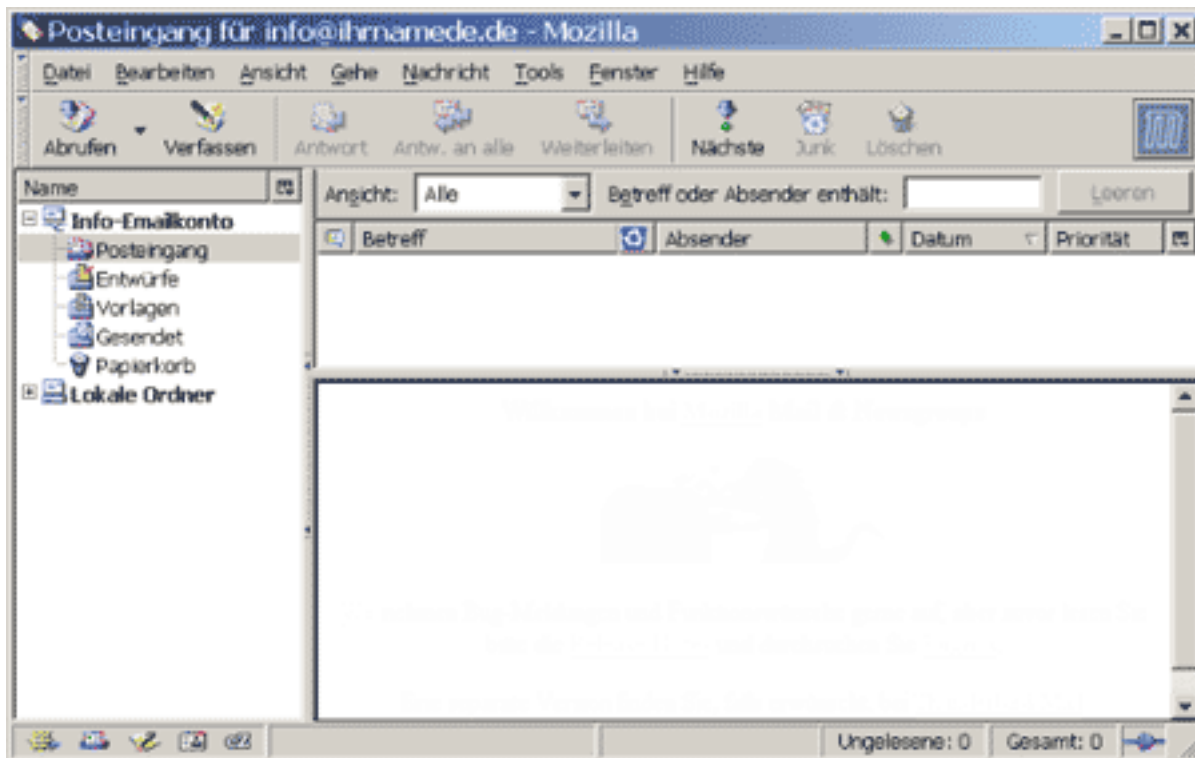 Posteingang für info@ihrnamede.de - Mozilla
Datei Bearbeiten Ansicht Gehe Nachricht Tools Fenster Hilfe
Abrufen Verfassen Antwort Antw. an alle Weiterleiten Nächste Junk Löschen
Name
Info-Emailkonto
Posteingang
Entwürfe
Vorlagen
Gesendet
Papierkorb
Lokale Ordner
Ansicht: Alle Betreff oder Absender enthält: Leeren
Betreff Absender Datum Priorität
Ungelesene: 0 Gesamt: 0